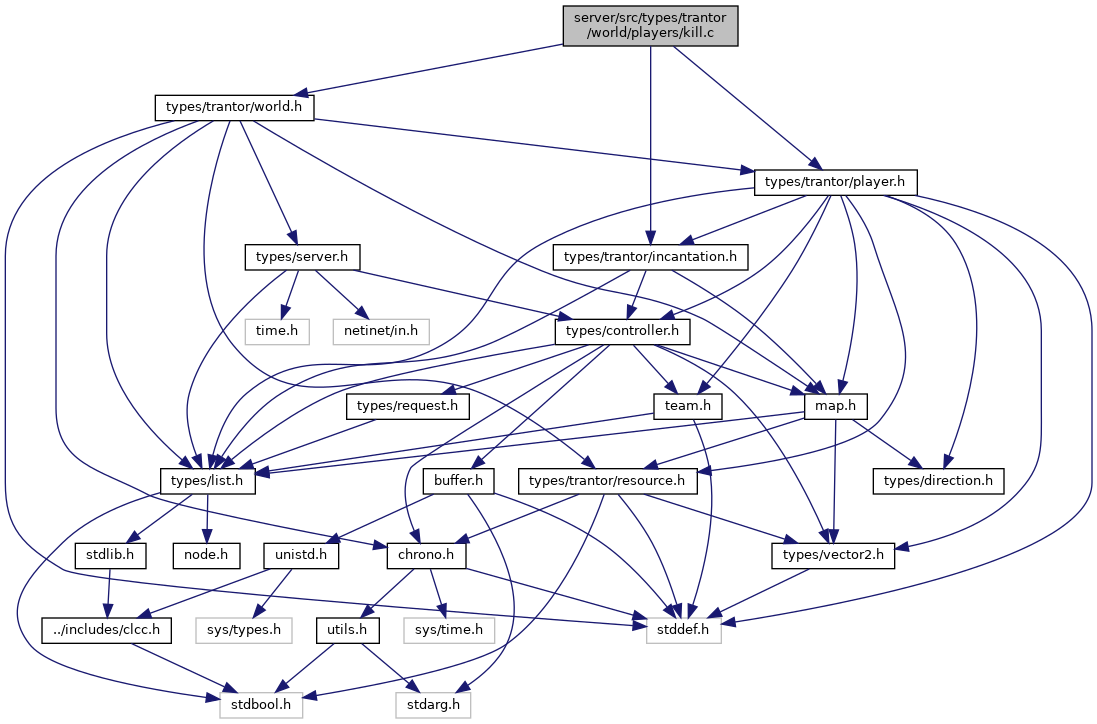 server/src/types/trantor
/world/players/kill.c
types/trantor/world.h
types/trantor/player.h
types/server.h
types/trantor/incantation.h
time.h
netinet/in.h
types/controller.h
types/request.h
team.h
map.h
types/list.h
buffer.h
types/trantor/resource.h
types/direction.h
stdlib.h
node.h
unistd.h
chrono.h
types/vector2.h
../includes/clcc.h
sys/types.h
utils.h
sys/time.h
stddef.h
stdbool.h
stdarg.h